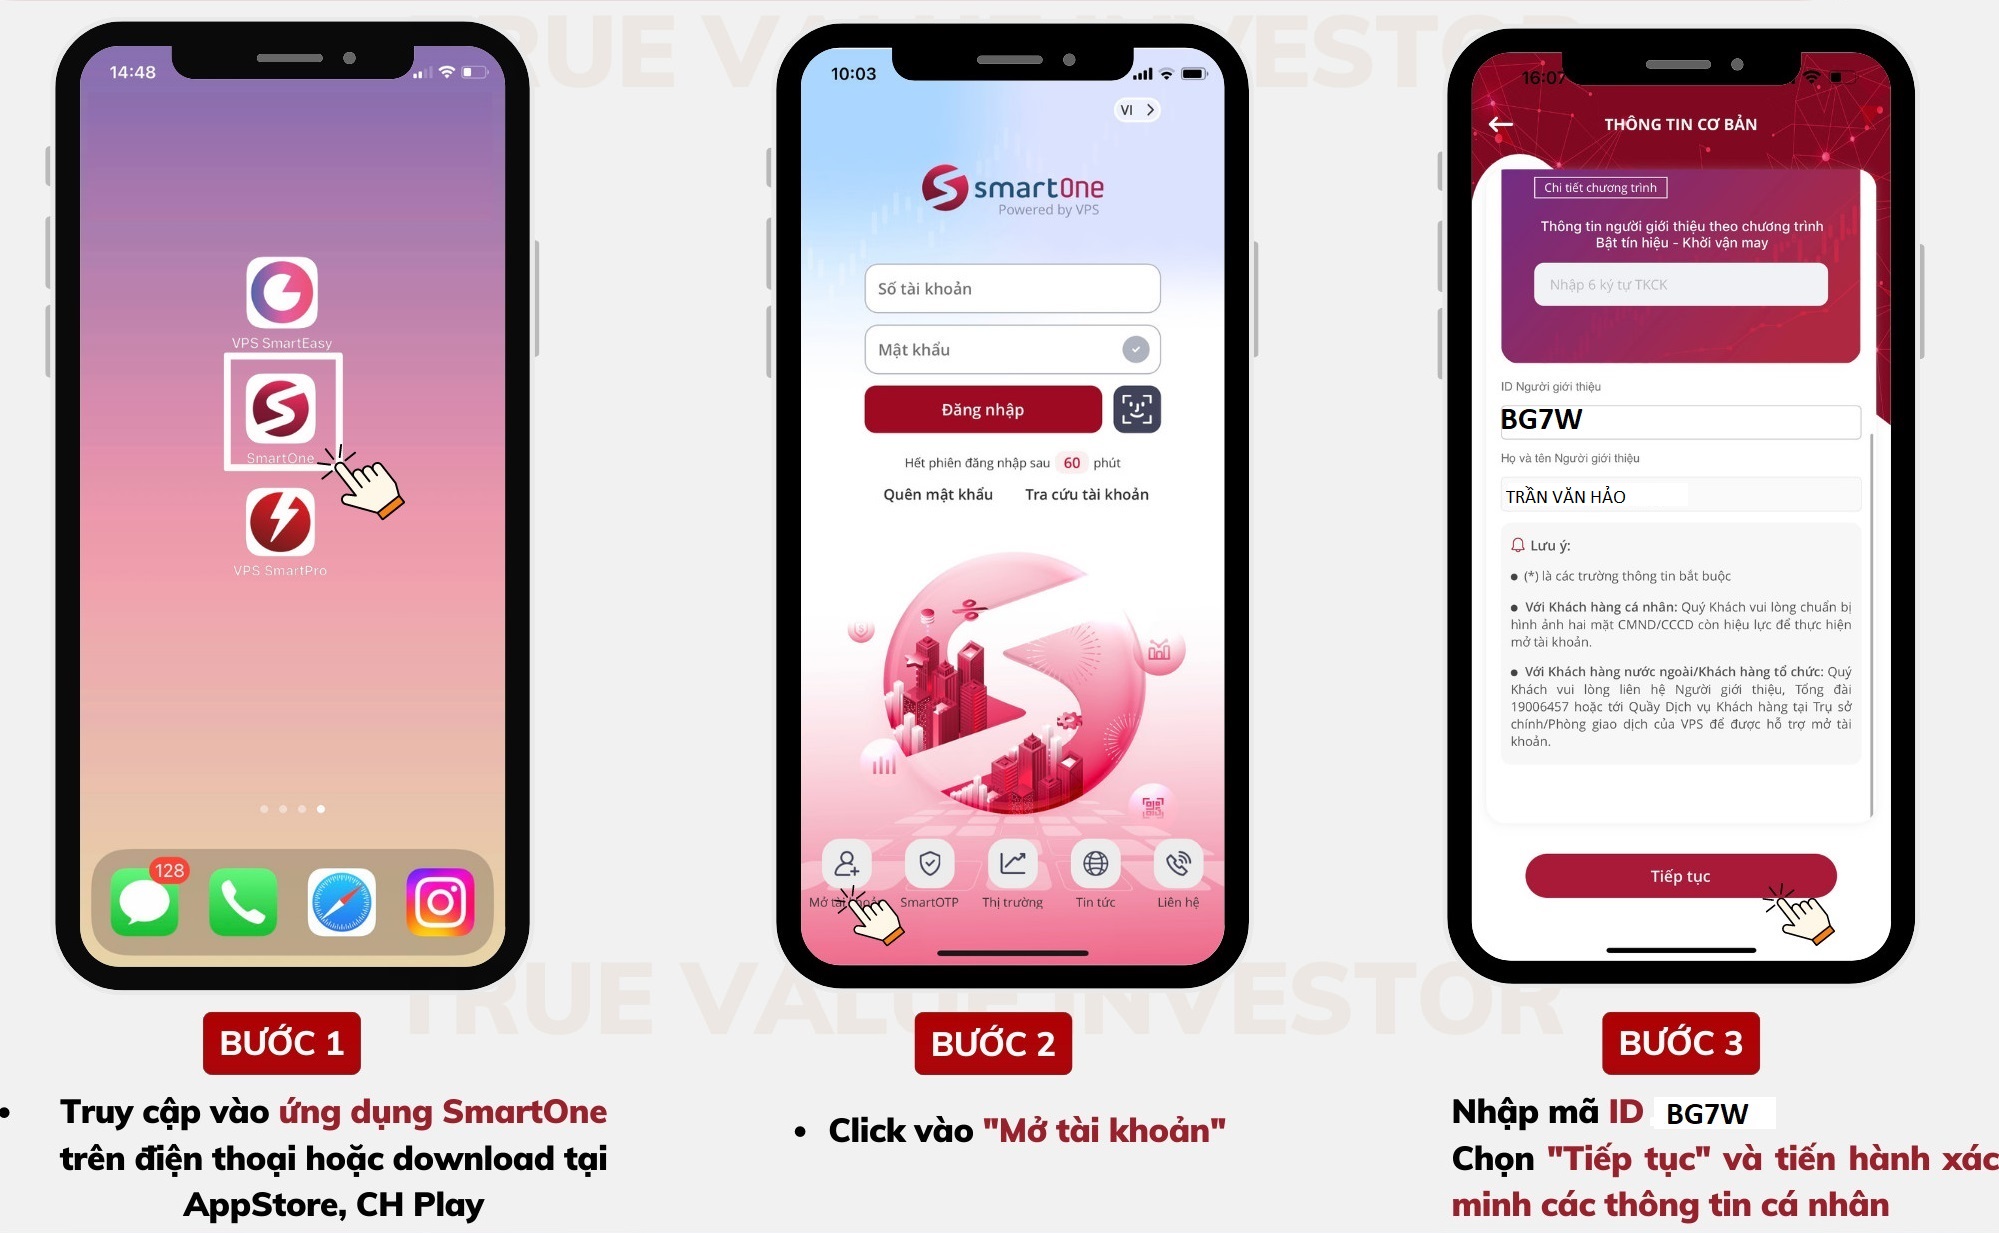 TRUE VALUE INVESTOR
14:48
VPS SmartEasy
SmartOne
VPS SmartPro
128
BƯỚC 1
• Truy cập vào ứng dụng SmartOne
trên điện thoại hoặc download tại
AppStore, CH Play
10:03
VI
smartOne
Powered by VPS
Số tài khoản
Mật khẩu
Đăng nhập
Hết phiên đăng nhập sau 60 phút
Quên mật khẩu Tra cứu tài khoản
Mở tài khoản
SmartOTP
Thị trường
Tin tức
Liên hệ
TRUE VALUE INVESTOR
BƯỚC 2
• Click vào "Mở tài khoản"
16:07
THÔNG TIN CƠ BẢN
Chi tiết chương trình
Thông tin người giới thiệu theo chương trình
Bật tín hiệu - Khởi vận may
Nhập 6 ký tự TKCK
ID Người giới thiệu
BG7W
Họ và tên Người giới thiệu
TRẦN VĂN HẢO
Lưu ý:
• (*) là các trường thông tin bắt buộc
• Với Khách hàng cá nhân: Quý Khách vui lòng chuẩn bị
hình ảnh hai mặt CMND/CCCD còn hiệu lực để thực hiện
mở tài khoản.
• Với Khách hàng nước ngoài/Khách hàng tổ chức: Quý
Khách vui lòng liên hệ Người giới thiệu, Tổng đài
19006457 hoặc tới Quầy Dịch vụ Khách hàng tại Trụ sở
chính/Phòng giao dịch của VPS để được hỗ trợ mở tài
khoản.
Tiếp tục
BƯỚC 3
Nhập mã ID BG7W
Chọn "Tiếp tục" và tiến hành xác
minh các thông tin cá nhân